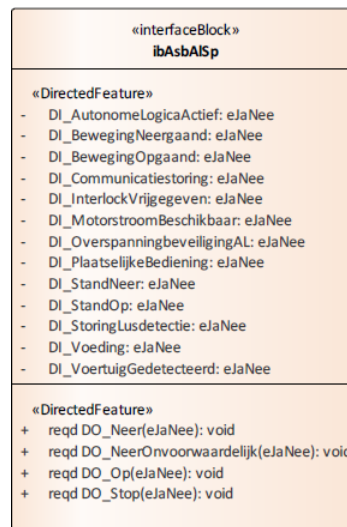 «interfaceBlock»
ibAsbAlSp
«DirectedFeature»
- DI_AutonomeLogicaActief: eJaNee
- DI_BewegingNeergaand: eJaNee
- DI_BewegingOpgaand: eJaNee
- DI_Communicatiestoring: eJaNee
- DI_InterlockVrijgegeven: eJaNee
- DI_MotorstroomBeschikbaar: eJaNee
- DI_OverspanningbeveiligingAL: eJaNee
- DI_PlaatselijkeBediening: eJaNee
- DI_StandNeer: eJaNee
- DI_StandOp: eJaNee
- DI_StoringLusdetectie: eJaNee
- DI_Voeding: eJaNee
- DI_VoertuigGedetecteerd: eJaNee
«DirectedFeature»
+ reqd DO_Neer(eJaNee): void
+ reqd DO_NeerOnvoorwaardelijk(eJaNee): void
+ reqd DO_Op(eJaNee): void
+ reqd DO_Stop(eJaNee): void